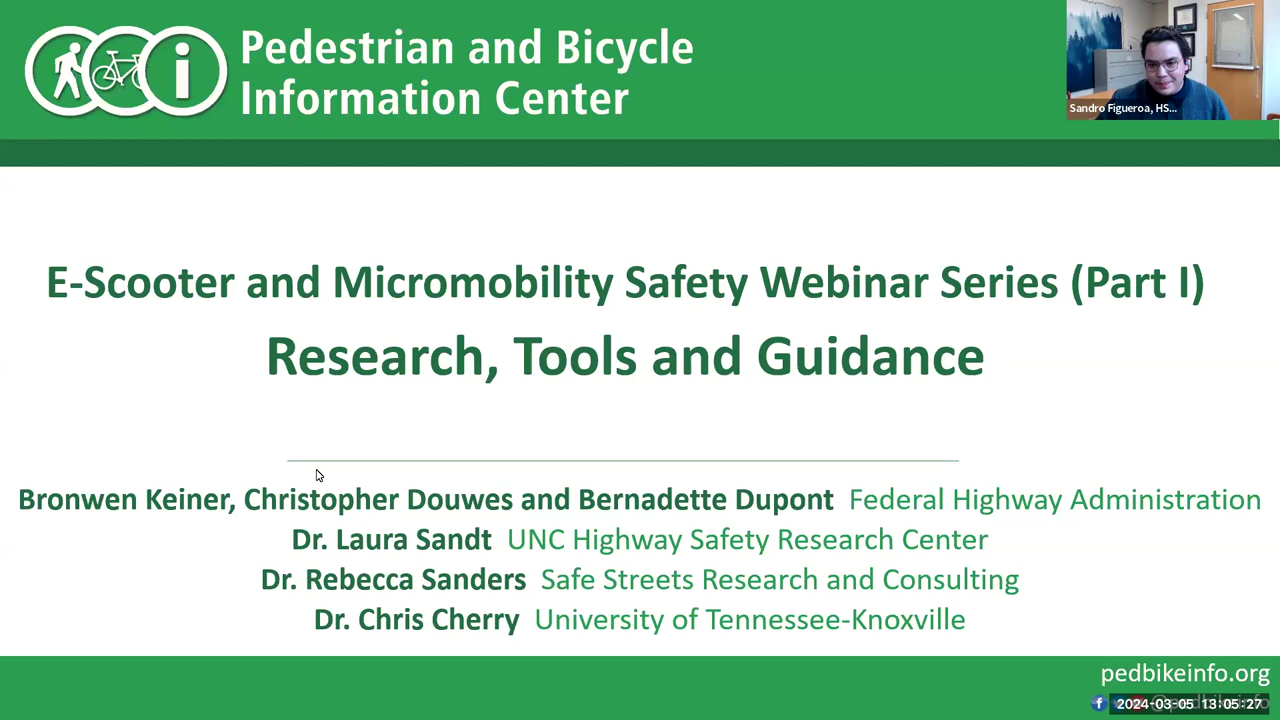 Pedestrian and Bicycle
Information Center
Sandro Figueroa, HS...
E-Scooter and Micromobility Safety Webinar Series (Part I)
Research, Tools and Guidance
Bronwen Keiner, Christopher Douwes and Bernadette Dupont Federal Highway Administration
Dr. Laura Sandt UNC Highway Safety Research Center
Dr. Rebecca Sanders Safe Streets Research and Consulting
Dr. Chris Cherry University of Tennessee-Knoxville
pedbikeinfo.org
2024-03-05 13:05:27